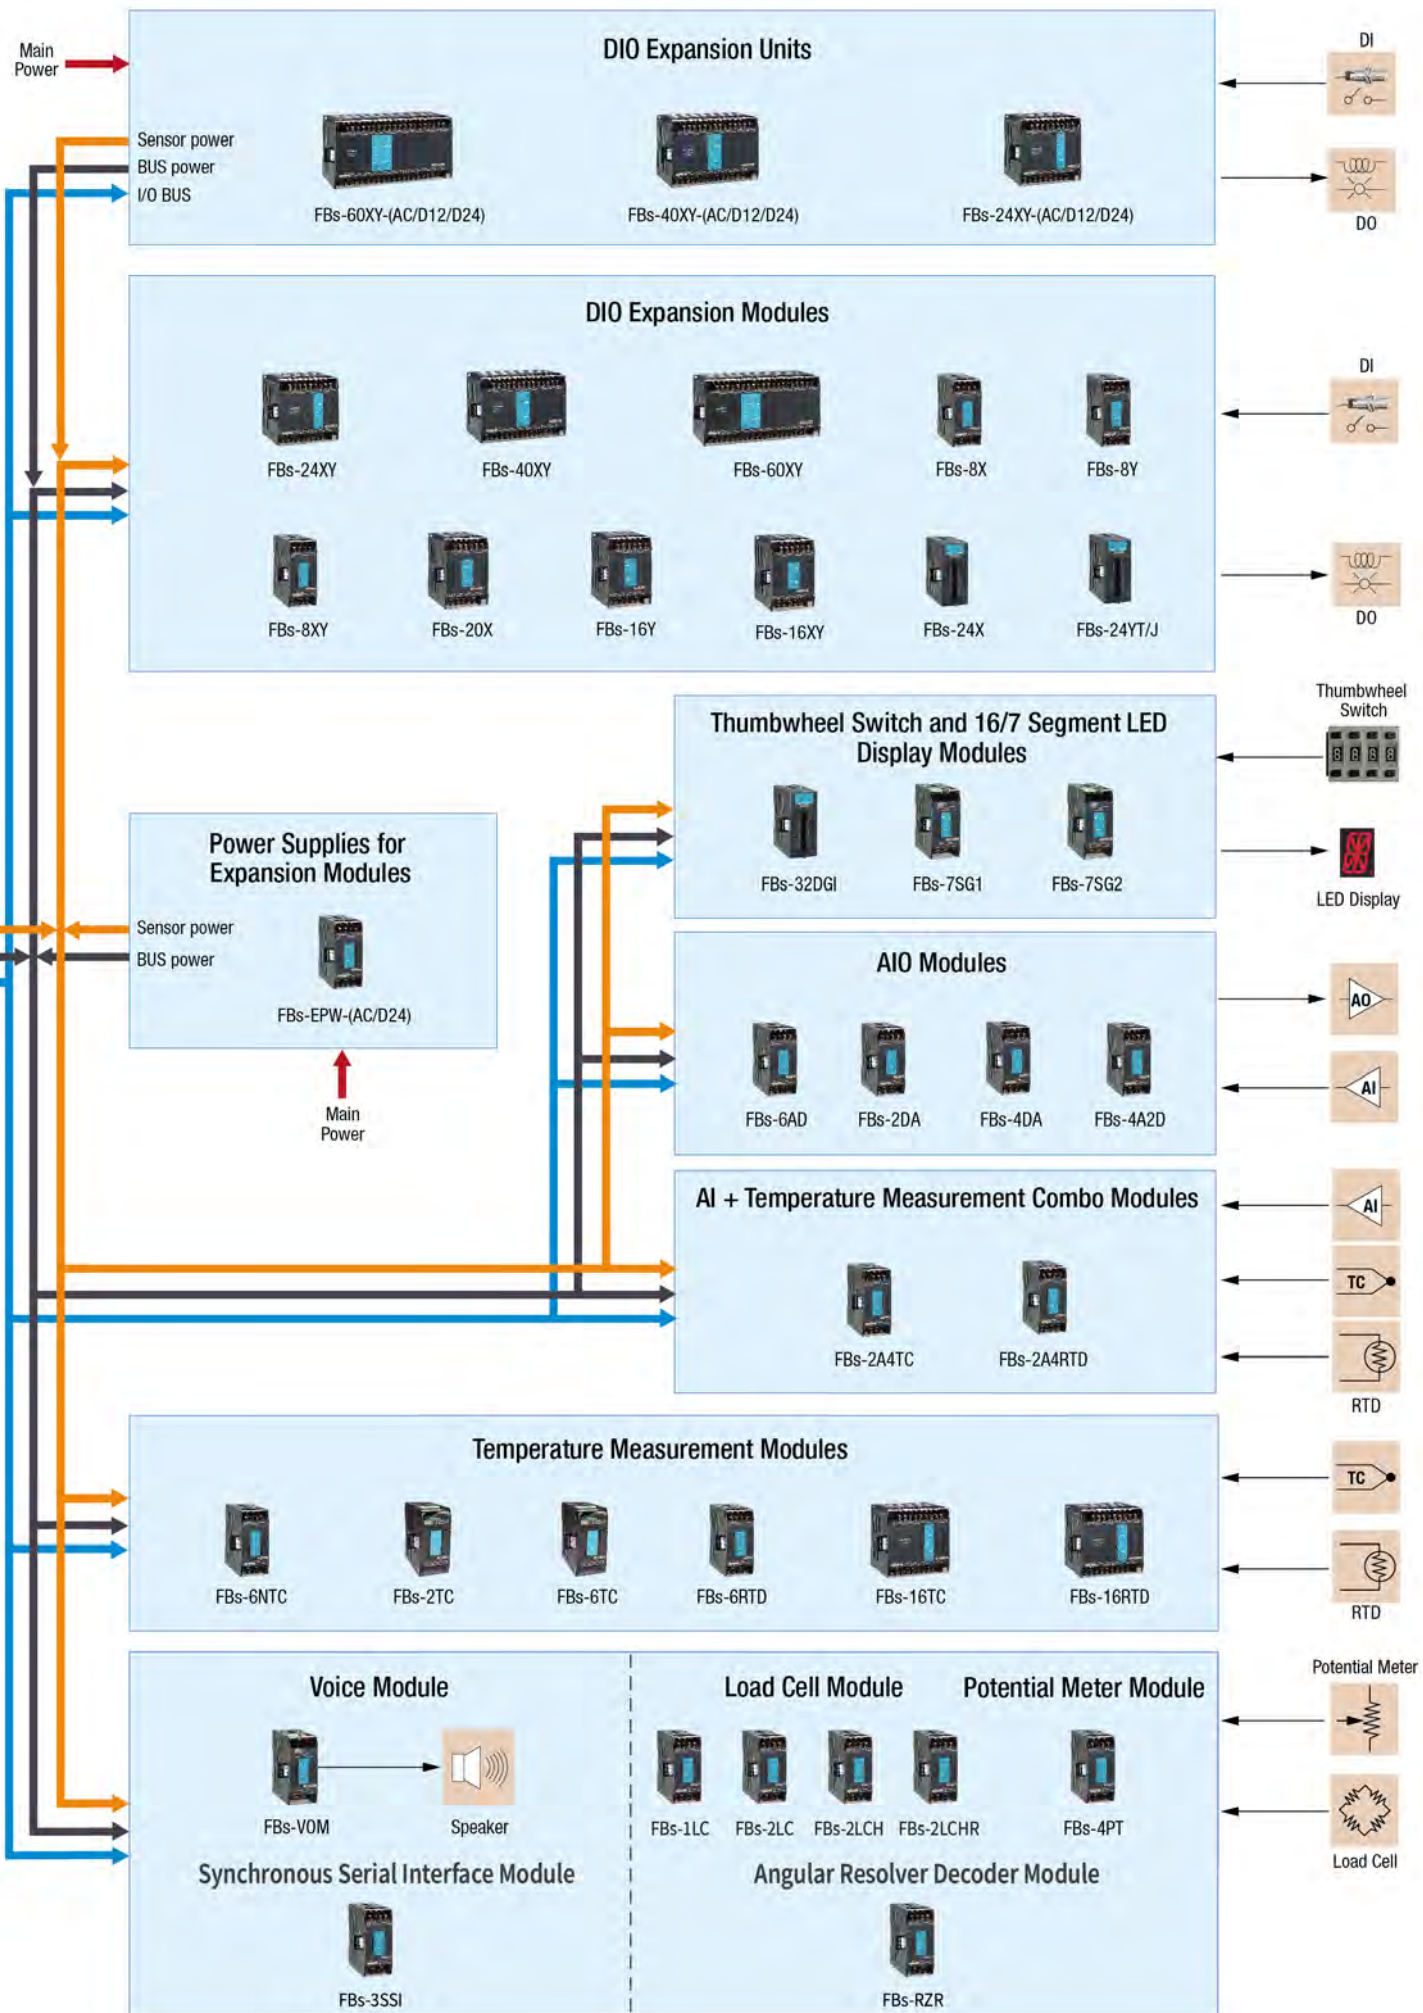 DIO Expansion Units
DI
Main
Power
Sensor power
BUS power
I/O BUS
FBs-60XY-(AC/D12/D24)
FBs-40XY-(AC/D12/D24)
FBs-24XY-(AC/D12/D24)
DO
DIO Expansion Modules
DI
FBs-24XY
FBs-40XY
FBs-60XY
FBs-8X
FBs-8Y
FBs-8XY
FBs-20X
FBs-16Y
FBs-16XY
FBs-24X
FBs-24YT/J
DO
Thumbwheel Switch and 16/7 Segment LED
Display Modules
Thumbwheel
Switch
FBs-32DGI
FBs-7SG1
FBs-7SG2
LED Display
Power Supplies for
Expansion Modules
Sensor power
BUS power
FBs-EPW-(AC/D24)
Main
Power
AIO Modules
AO
AI
FBs-6AD
FBs-2DA
FBs-4DA
FBs-4A2D
AI + Temperature Measurement Combo Modules
AI
TC
FBs-2A4TC
FBs-2A4RTD
RTD
Temperature Measurement Modules
TC
FBs-6NTC
FBs-2TC
FBs-6TC
FBs-6RTD
FBs-16TC
FBs-16RTD
RTD
Voice Module
Load Cell Module
Potential Meter Module
Potential Meter
FBs-VOM
Speaker
FBs-1LC
FBs-2LC
FBs-2LCH
FBs-2LCHR
FBs-4PT
Load Cell
Synchronous Serial Interface Module
Angular Resolver Decoder Module
FBs-3SSI
FBs-RZR